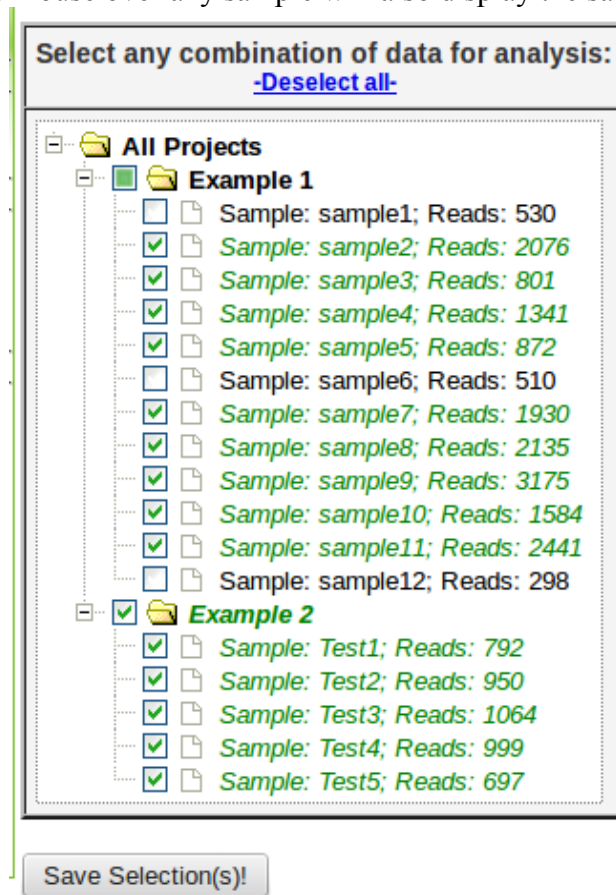 Select any combination of data for analysis:
-Deselect all-
All Projects
Example 1
Sample: sample1; Reads: 530
Sample: sample2; Reads: 2076
Sample: sample3; Reads: 801
Sample: sample4; Reads: 1341
Sample: sample5; Reads: 872
Sample: sample6; Reads: 510
Sample: sample7; Reads: 1930
Sample: sample8; Reads: 2135
Sample: sample9; Reads: 3175
Sample: sample10; Reads: 1584
Sample: sample11; Reads: 2441
Sample: sample12; Reads: 298
Example 2
Sample: Test1; Reads: 792
Sample: Test2; Reads: 950
Sample: Test3; Reads: 1064
Sample: Test4; Reads: 999
Sample: Test5; Reads: 697
Save Selection(s)!